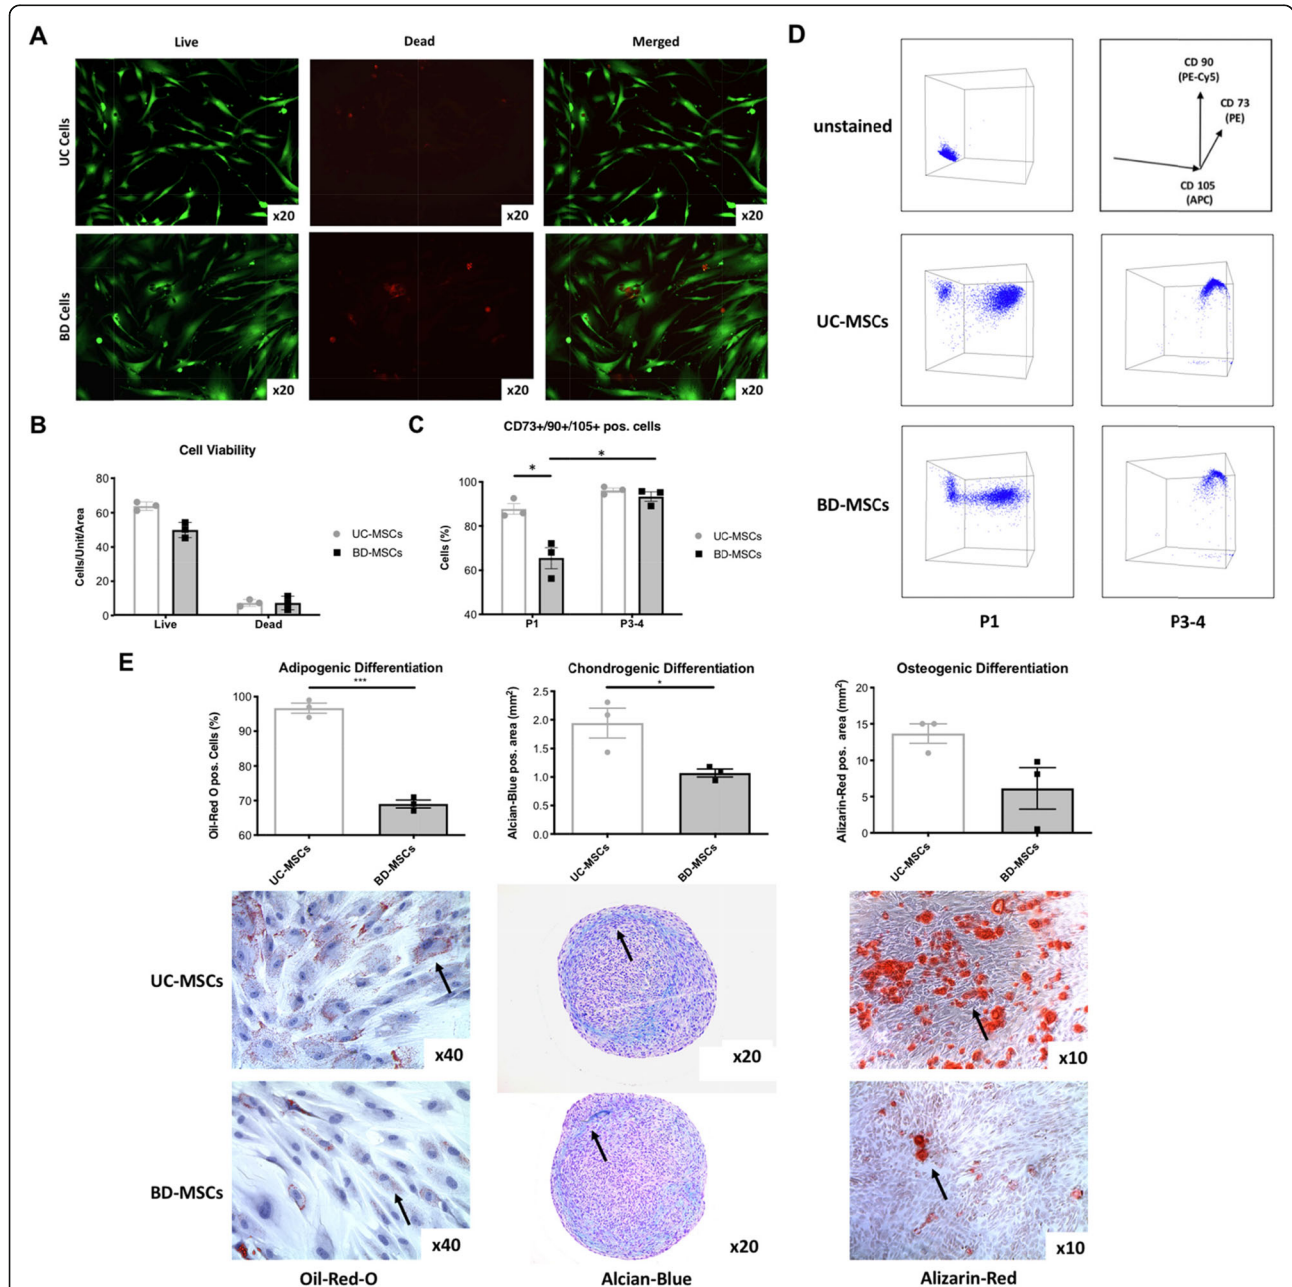 A
Live
Dead
Merged
UC Cells
x20
x20
x20
BD Cells
x20
x20
x20
B
Cell Viability
Cells/Unit/Area
80
60
40
20
0
Live
Dead
UC-MSCs
BD-MSCs
C
CD73+/90+/105+ pos. cells
*
*
Cells (%)
100
80
60
40
P1
P3-4
UC-MSCs
BD-MSCs
D
unstained
CD 90
(PE-Cy5)
CD 73
(PE)
CD 105
(APC)
UC-MSCs
BD-MSCs
P1
P3-4
E
Adipogenic Differentiation
***
Oil-Red O pos. Cells (%)
100
90
80
70
60
UC-MSCs
BD-MSCs
Chondrogenic Differentiation
*
Alcian-Blue pos. area (mm²)
2.5
2.0
1.5
1.0
0.5
0.0
UC-MSCs
BD-MSCs
Osteogenic Differentiation
Alizarin-Red pos. area (mm²)
20
15
10
5
0
UC-MSCs
BD-MSCs
UC-MSCs
x40
x20
x10
BD-MSCs
x40
x20
x10
Oil-Red-O
Alcian-Blue
Alizarin-Red